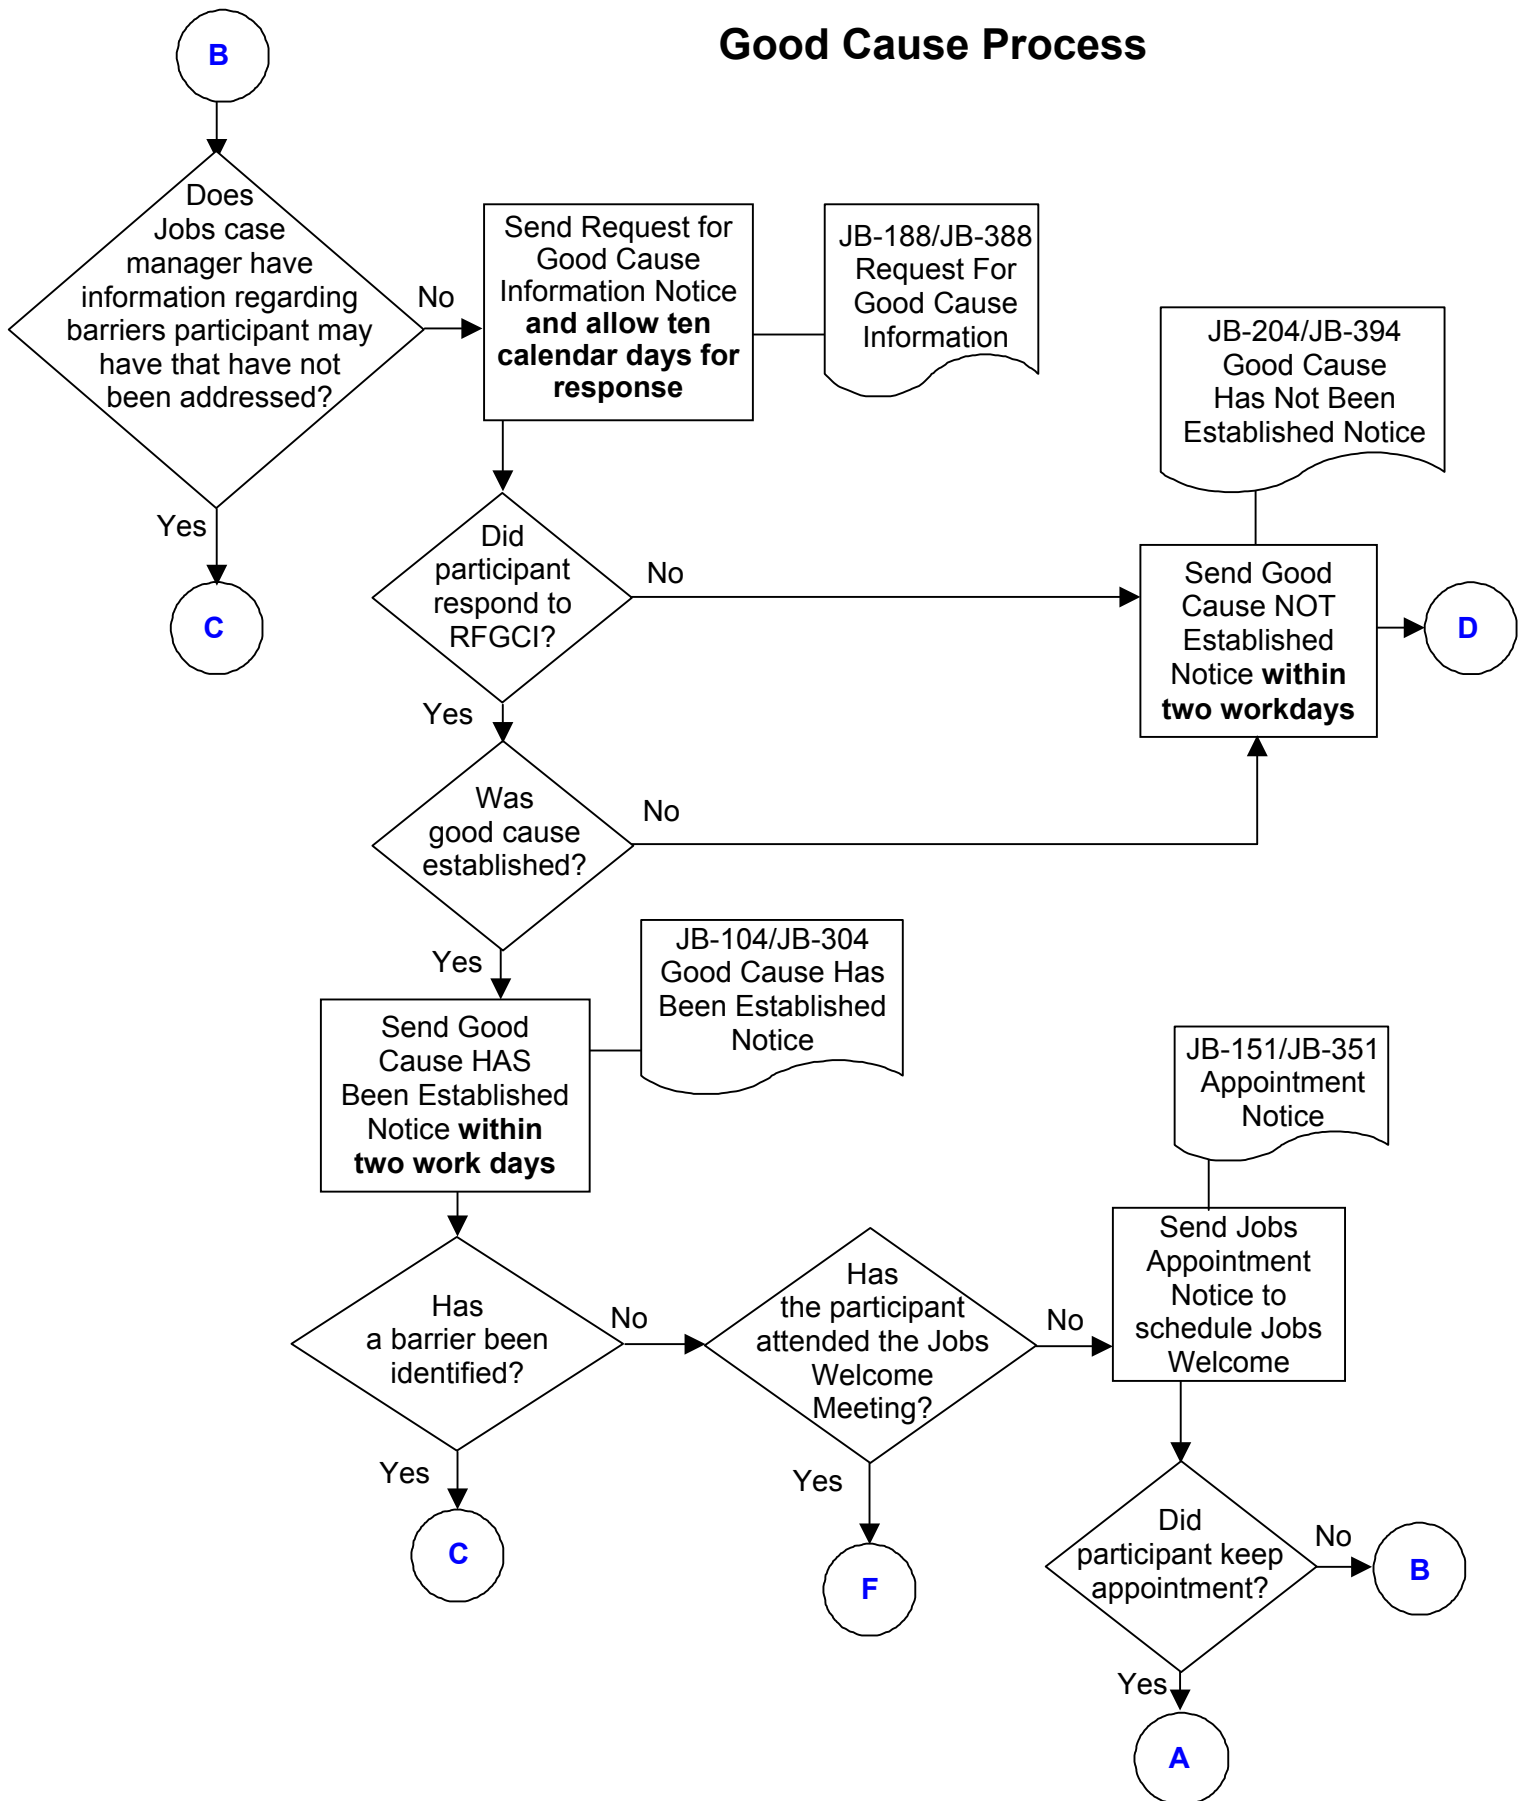 Good Cause Process
B
Does
Jobs case
manager have
information regarding
barriers participant may
have that have not
been addressed?
No
Yes
C
Send Request for
Good Cause
Information Notice
and allow ten
calendar days for
response
JB-188/JB-388
Request For
Good Cause
Information
Did
participant
respond to
RFGCI?
No
Yes
JB-204/JB-394
Good Cause
Has Not Been
Established Notice
Send Good
Cause NOT
Established
Notice within
two workdays
D
Was
good cause
established?
No
Yes
JB-104/JB-304
Good Cause Has
Been Established
Notice
Send Good
Cause HAS
Been Established
Notice within
two work days
Has
a barrier been
identified?
No
Yes
C
Has
the participant
attended the Jobs
Welcome
Meeting?
No
Yes
F
JB-151/JB-351
Appointment
Notice
Send Jobs
Appointment
Notice to
schedule Jobs
Welcome
Did
participant keep
appointment?
No
B
Yes
A